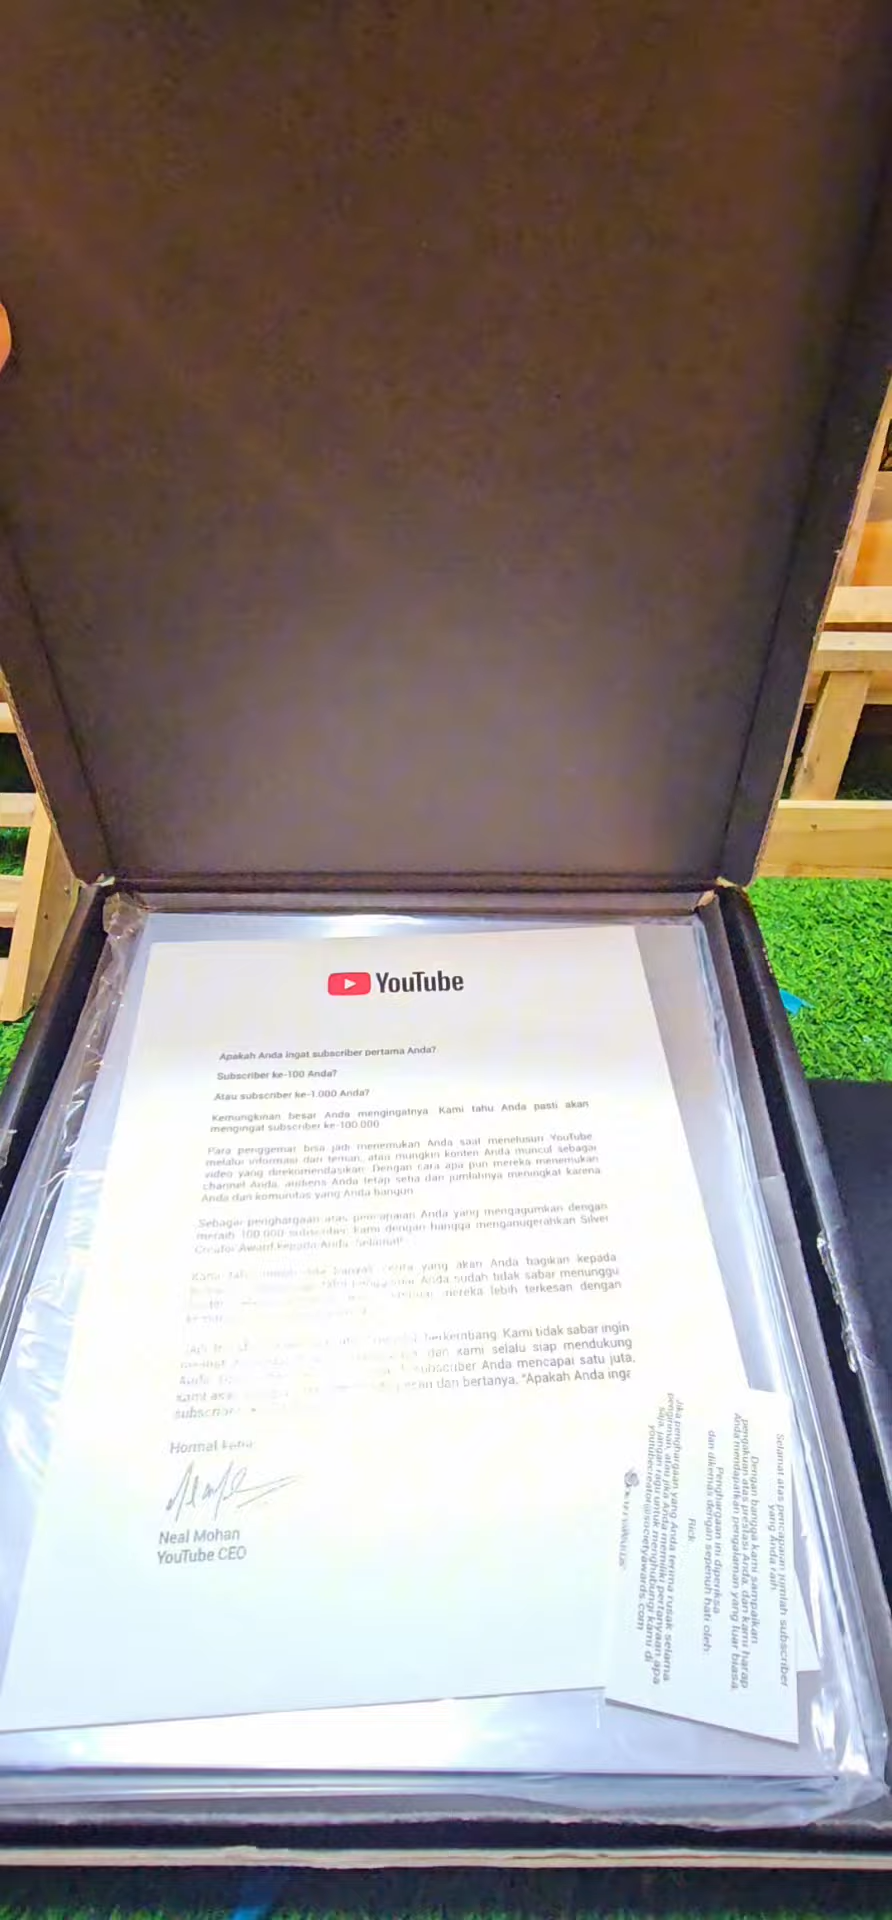 YouTube
Apakah Anda ingat subscriber pertama Anda?
Subscriber ke-100 Anda?
Atau subscriber ke-1.000 Anda?
Kemungkinan besar Anda mengingatnya. Kami tahu Anda pasti akan
mengingat subscriber ke-100.000
Para penggemar bisa jadi menemukan Anda saat menelusuri YouTube,
melalui informasi dari teman, atau mungkin konten Anda muncul sebagai
video yang direkomendasikan. Dengan cara apa pun mereka menemukan
channel Anda, audiens Anda tetap setia dan jumlahnya meningkat karena
Anda dan komunitas yang Anda bangun.
Sebagai penghargaan atas pencapaian Anda yang mengagumkan dengan
meraih 100.000 subscriber, kami dengan bangga menganugerahkan Silver
Creator Award kepada Anda. Selamat!
banyak cerita yang akan Anda bagikan kepada
Anda sudah tidak sabar menunggu
mereka lebih terkesan dengan
berkembang. Kami tidak sabar ingin
dan kami selalu siap mendukung
subscriber Anda mencapai satu juta,
kami akan dan bertanya, "Apakah Anda inga
Hormat kami
Neal Mohan
YouTube CEO
Selamat atas pencapaian jumlah subscriber
yang Anda raih
Dengan bangga kami sampaikan
pengakuan atas prestasi Anda, dan kami harap
Anda mendapatkan pengalaman yang luar biasa.
Penghargaan ini diperiksa
dan dikemas dengan sepenuh hati oleh
Rick
Jika penghargaan yang Anda terima rusak selama
pengiriman, atau jika Anda memiliki pertanyaan apa
saja, jangan ragu untuk menghubungi kami di
youtubecreator@societyawards.com